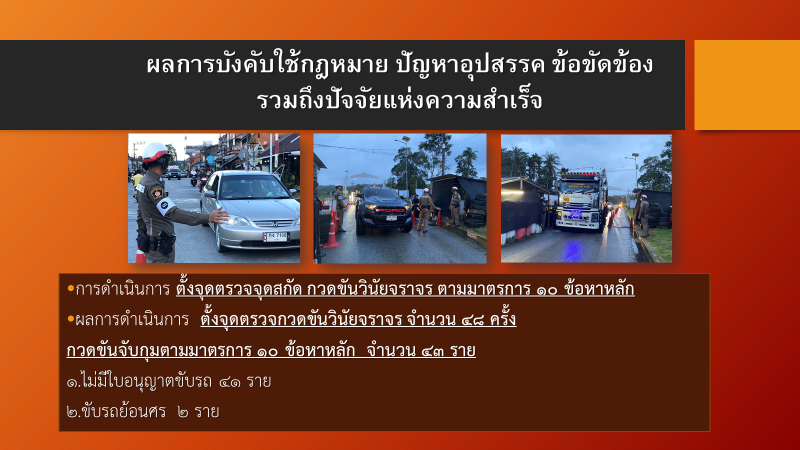 ผลการบังคับใช้กฎหมาย ปัญหาอุปสรรค ข้อขัดข้อง
รวมถึงปัจจัยแห่งความสำเร็จ
•การดำเนินการ ตั้งจุดตรวจจุดสกัด กวดขันวินัยจราจร ตามมาตรการ ๑๐ ข้อหาหลัก
•ผลการดำเนินการ ตั้งจุดตรวจกวดขันวินัยจราจร จำนวน ๔๘ ครั้ง
กวดขันจับกุมตามมาตรการ ๑๐ ข้อหาหลัก จำนวน ๔๓ ราย
๑.ไม่มีใบอนุญาตขับรถ ๔๑ ราย
๒.ขับรถย้อนศร ๒ ราย